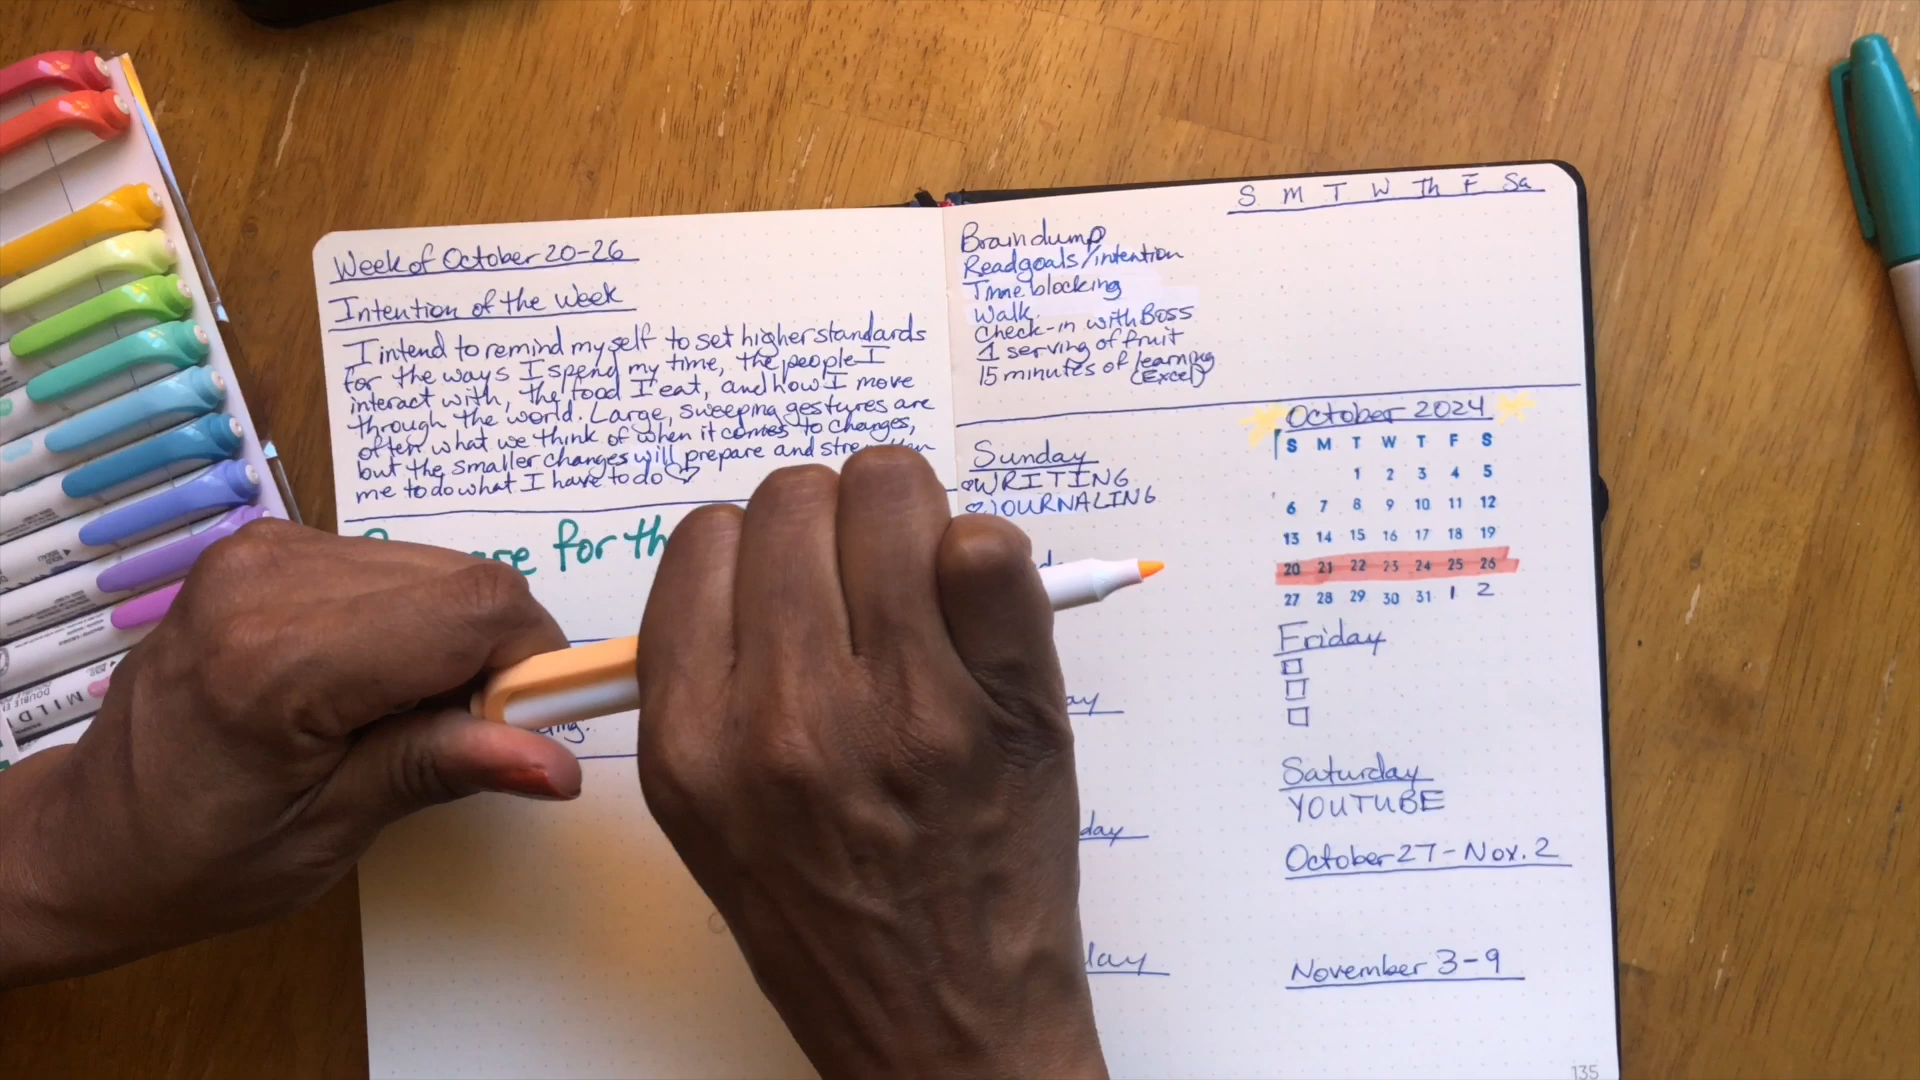 Week of October 20-26
Intention of the Week
I intend to remind myself to set higher standards
for the ways I spend my time, the people I
interact with, the food I eat, and how I move
through the world. Large, sweeping gestures are
often what we think of when it comes to changes,
but the smaller changes will prepare and
me to do what I have to do
for th
S M T W Th F Sa
Braindump
Read goals/intention
Time blocking
Walk
Check-in with Boss
1 serving of fruit
15 minutes of learning
(Excel)
Sunday
WRITING
JOURNALING
ay
day
day
October 2024
S M T W T F S
1 2 3 4 5
6 7 8 9 10 11 12
13 14 15 16 17 18 19
20 21 22 23 24 25 26
27 28 29 30 31 1 2
Friday
Saturday
YOUTUBE
October 27-Nov. 2
November 3-9
135
MILD